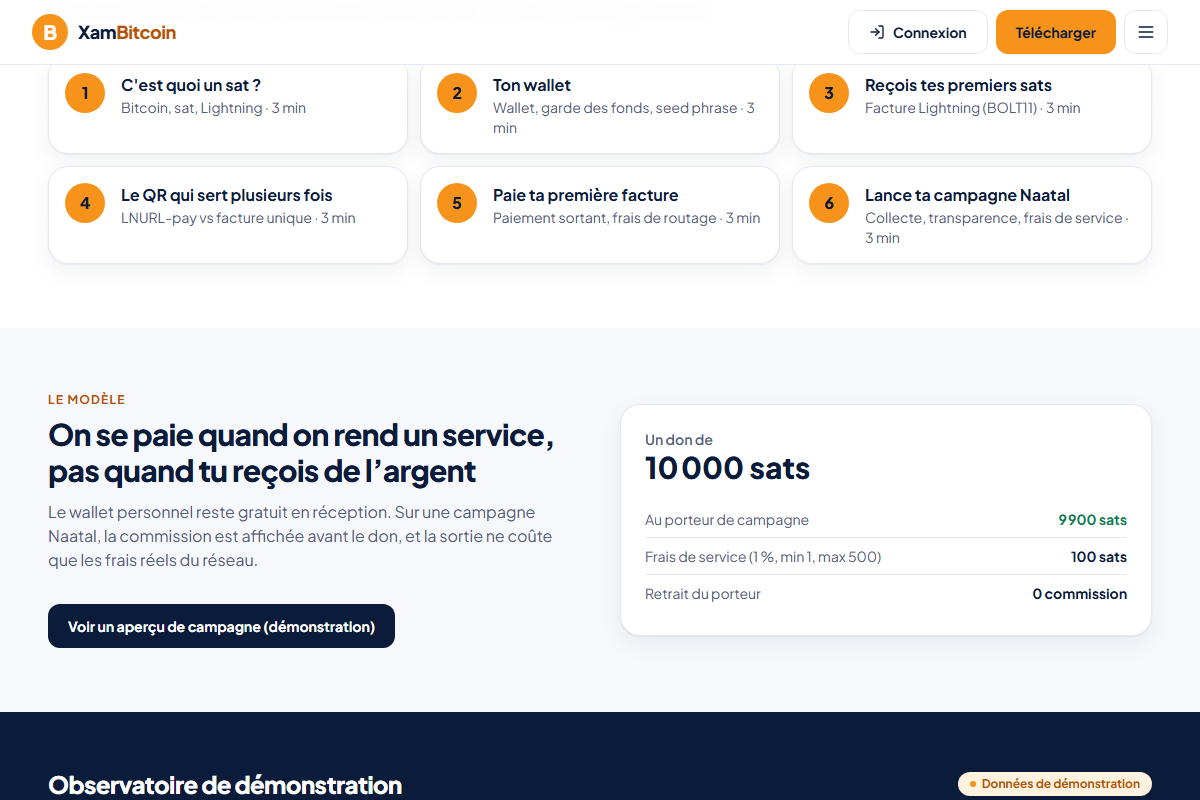 B XamBitcoin
Connexion
Télécharger
1 C'est quoi un sat ?
Bitcoin, sat, Lightning · 3 min
2 Ton wallet
Wallet, garde des fonds, seed phrase · 3
min
3 Reçois tes premiers sats
Facture Lightning (BOLT11) · 3 min
4 Le QR qui sert plusieurs fois
LNURL-pay vs facture unique · 3 min
5 Paie ta première facture
Paiement sortant, frais de routage · 3 min
6 Lance ta campagne Naatal
Collecte, transparence, frais de service ·
3 min
LE MODÈLE
On se paie quand on rend un service,
pas quand tu reçois de l’argent
Le wallet personnel reste gratuit en réception. Sur une campagne
Naatal, la commission est affichée avant le don, et la sortie ne coûte
que les frais réels du réseau.
Voir un aperçu de campagne (démonstration)
Un don de
10 000 sats
Au porteur de campagne 9 900 sats
Frais de service (1 %, min 1, max 500) 100 sats
Retrait du porteur 0 commission
Observatoire de démonstration
Données de démonstration